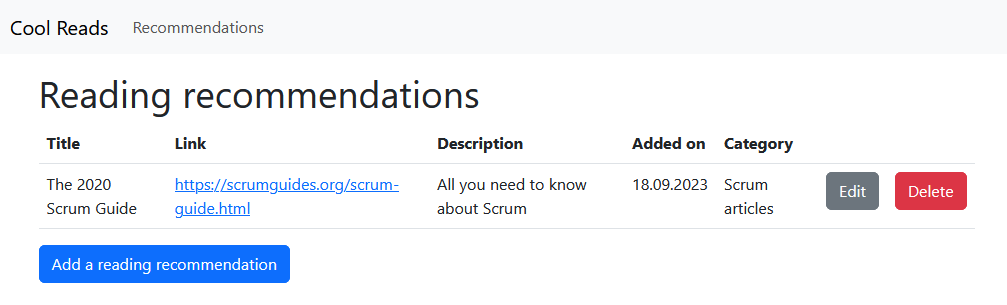 Cool Reads Recommendations
Reading recommendations
Title Link Description Added on Category
The 2020 https://scrumguides.org/scrum- All you need to know 18.09.2023 Scrum Edit Delete
Scrum Guide guide.html about Scrum articles
Add a reading recommendation